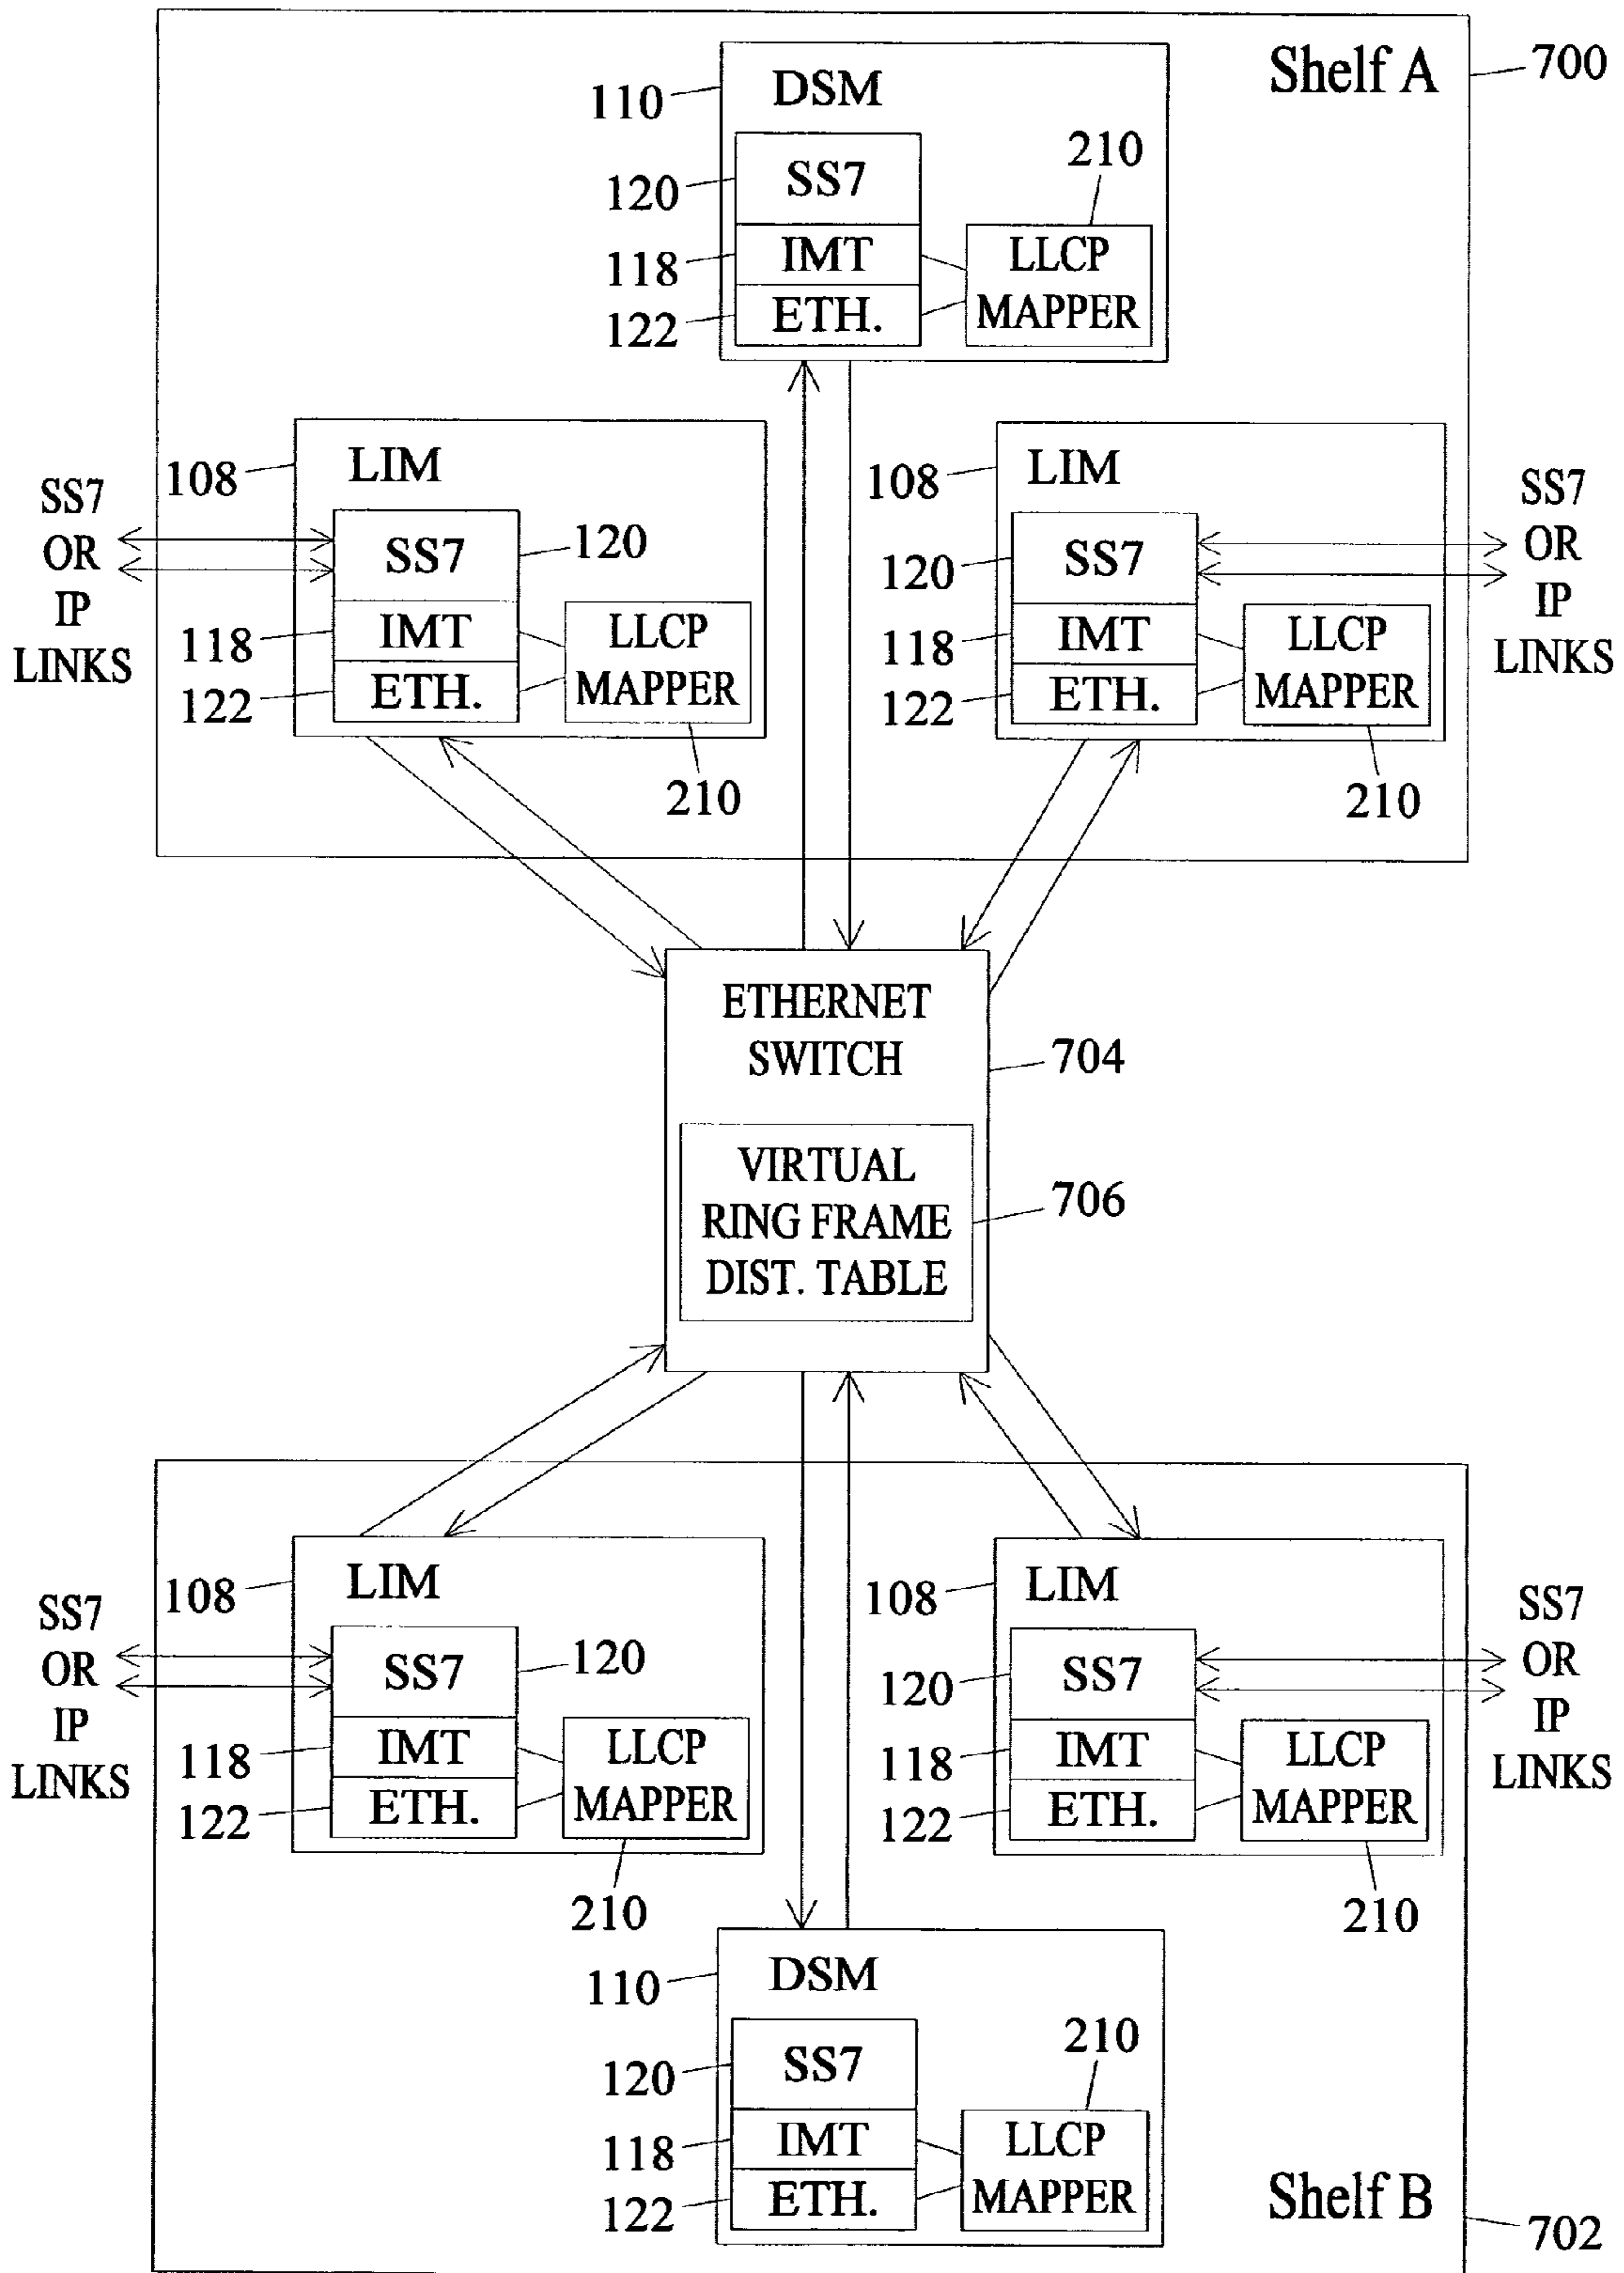 Shelf A
700
110
DSM
120
SS7
210
118
IMT
LLCP
MAPPER
122
ETH.
SS7
OR
IP
LINKS
108
LIM
SS7
120
118
IMT
LLCP
MAPPER
122
ETH.
210
108
LIM
120
SS7
118
IMT
LLCP
MAPPER
122
ETH.
210
SS7
OR
IP
LINKS
ETHERNET
SWITCH
704
VIRTUAL
RING FRAME
DIST. TABLE
706
SS7
OR
IP
LINKS
108
LIM
SS7
120
118
IMT
LLCP
MAPPER
122
ETH.
210
108
LIM
120
SS7
118
IMT
LLCP
MAPPER
122
ETH.
210
SS7
OR
IP
LINKS
110
DSM
120
SS7
210
118
IMT
LLCP
MAPPER
122
ETH.
Shelf B
702